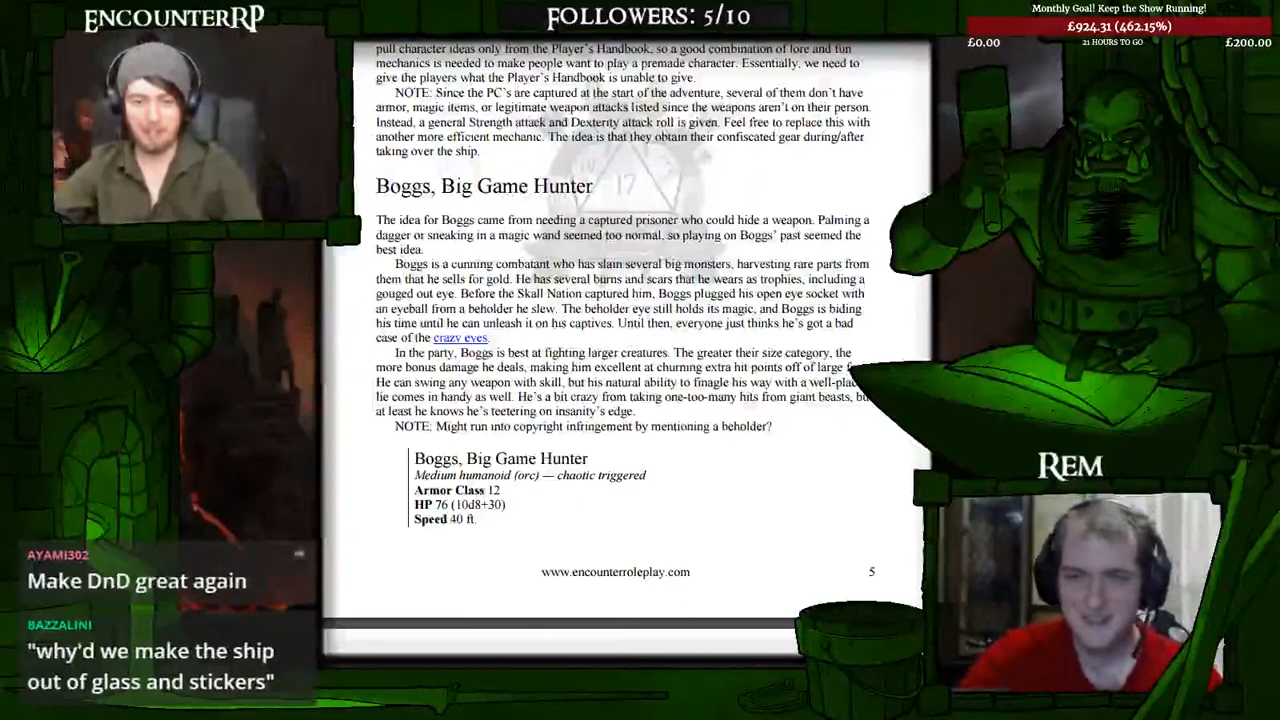 ENCOUNTERRP
FOLLOWERS: 5/10
Monthly Goal! Keep the Show Running!
£924.31 (462.15%)
£0.00
21 HOURS TO GO
£200.00
pull character ideas only from the Player's Handbook, so a good combination of lore and fun
mechanics is needed to make people want to play a premade character. Essentially, we need to
give the players what the Player's Handbook is unable to give.
NOTE: Since the PC's are captured at the start of the adventure, several of them don't have
armor, magic items, or legitimate weapon attacks listed since the weapons aren't on their person.
Instead, a general Strength attack and Dexterity attack roll is given. Feel free to replace this with
another more efficient mechanic. The idea is that they obtain their confiscated gear during/after
taking over the ship.
17
Boggs, Big Game Hunter
The idea for Boggs came from needing a captured prisoner who could hide a weapon. Palming a
dagger or sneaking in a magic wand seemed too normal, so playing on Boggs' past seemed the
best idea.
Boggs is a cunning combatant who has slain several big monsters, harvesting rare parts from
them that he sells for gold. He has several burns and scars that he wears as trophies, including a
gouged out eye. Before the Skall Nation captured him, Boggs plugged his open eye socket with
an eyeball from a beholder he slew. The beholder eye still holds its magic, and Boggs is biding
his time until he can unleash it on his captives. Until then, everyone just thinks he's got a bad
case of the crazy eyes.
In the party, Boggs is best at fighting larger creatures. The greater their size category, the
more bonus damage he deals, making him excellent at churning extra hit points off of large
He can swing any weapon with skill, but his natural ability to finagle his way with a
lie comes in handy as well. He's a bit crazy from taking one-too-many hits from giant beasts,
at least he knows he's teetering on insanity's edge.
NOTE: Might run into copyright infringement by mentioning a beholder?
Boggs, Big Game Hunter
Medium humanoid (orc) — chaotic triggered
Armor Class 12
HP 76 (10d8+30)
Speed 40 ft.
www.encounterroleplay.com
5
REM
AYAMI302
Make DnD great again
BAZZALINI
"why'd we make the ship
out of glass and stickers"